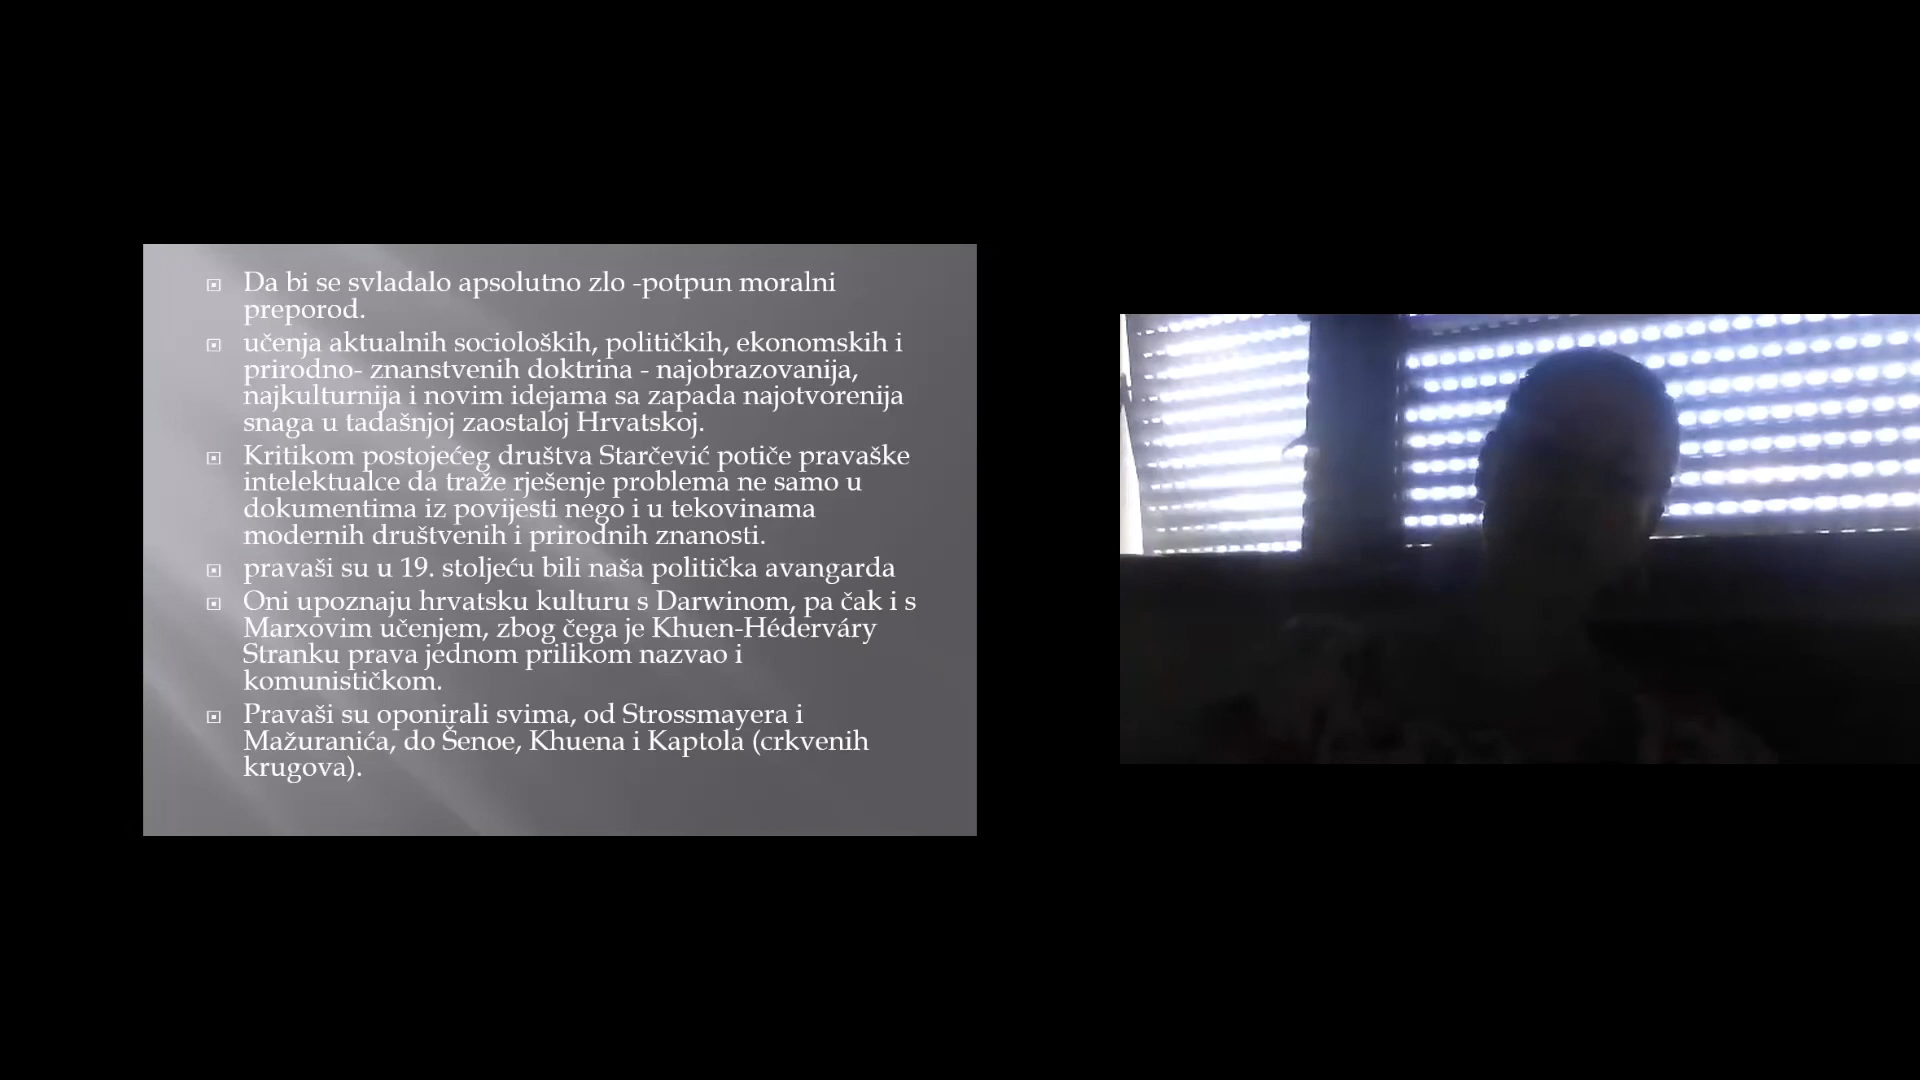 Da bi se svladalo apsolutno zlo -potpun moralni
preporod.
učenja aktualnih socioloških, političkih, ekonomskih i
prirodno- znanstvenih doktrina - najobrazovanija,
najkulturnija i novim idejama sa zapada najotvorenija
snaga u tadašnjoj zaostaloj Hrvatskoj.
Kritikom postojećeg društva Starčević potiče pravaške
intelektualce da traže rješenje problema ne samo u
dokumentima iz povijesti nego i u tekovinama
modernih društvenih i prirodnih znanosti.
pravaši su u 19. stoljeću bili naša politička avangarda
Oni upoznaju hrvatsku kulturu s Darwinom, pa čak i s
Marxovim učenjem, zbog čega je Khuen-Héderváry
Stranku prava jednom prilikom nazvao i
komunističkom.
Pravaši su oponirali svima, od Strossmayera i
Mažuranića, do Šenoe, Khuena i Kaptola (crkvenih
krugova).